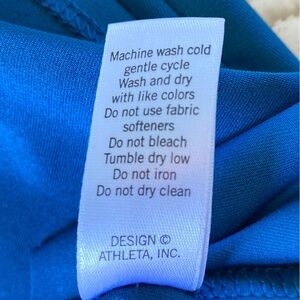 Machine wash cold
gentle cycle
Wash and dry
with like colors
Do not use fabric
softeners
Do not bleach
Tumble dry low
Do not iron
Do not dry clean
DESIGN ©
ATHLETA, INC.